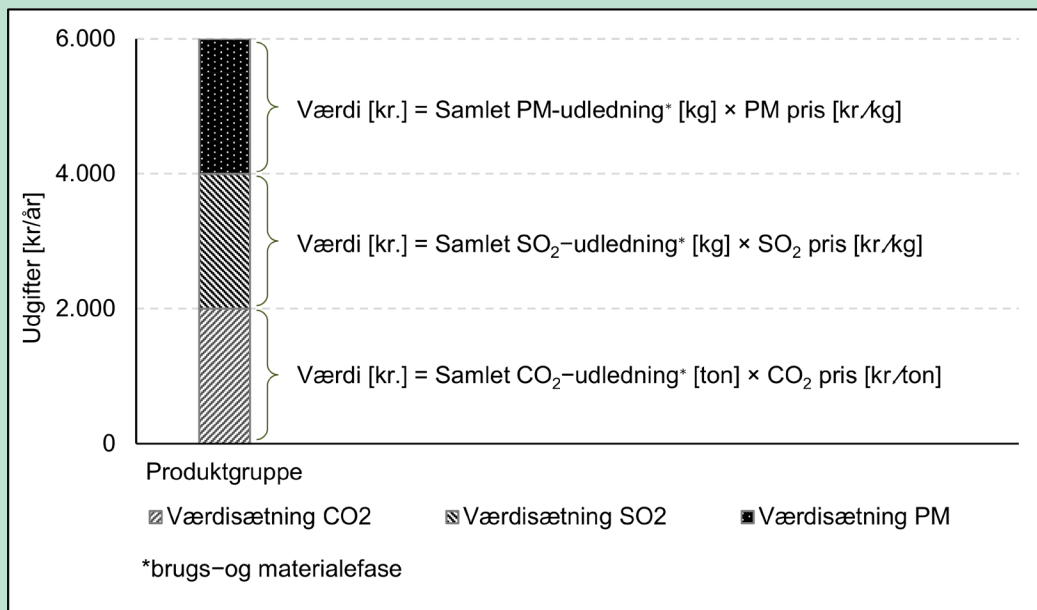 6.000
Værdi [kr.] = Samlet PM-udledning* [kg] × PM pris [kr/kg]
4.000
Udgifter [kr/år]
Værdi [kr.] = Samlet SO₂−udledning* [kg] × SO₂ pris [kr/kg]
2.000
Værdi [kr.] = Samlet CO₂−udledning* [ton] × CO₂ pris [kr/ton]
0
Produktgruppe
Værdisætning CO2 Værdisætning SO2 Værdisætning PM
*brugs−og materialefase